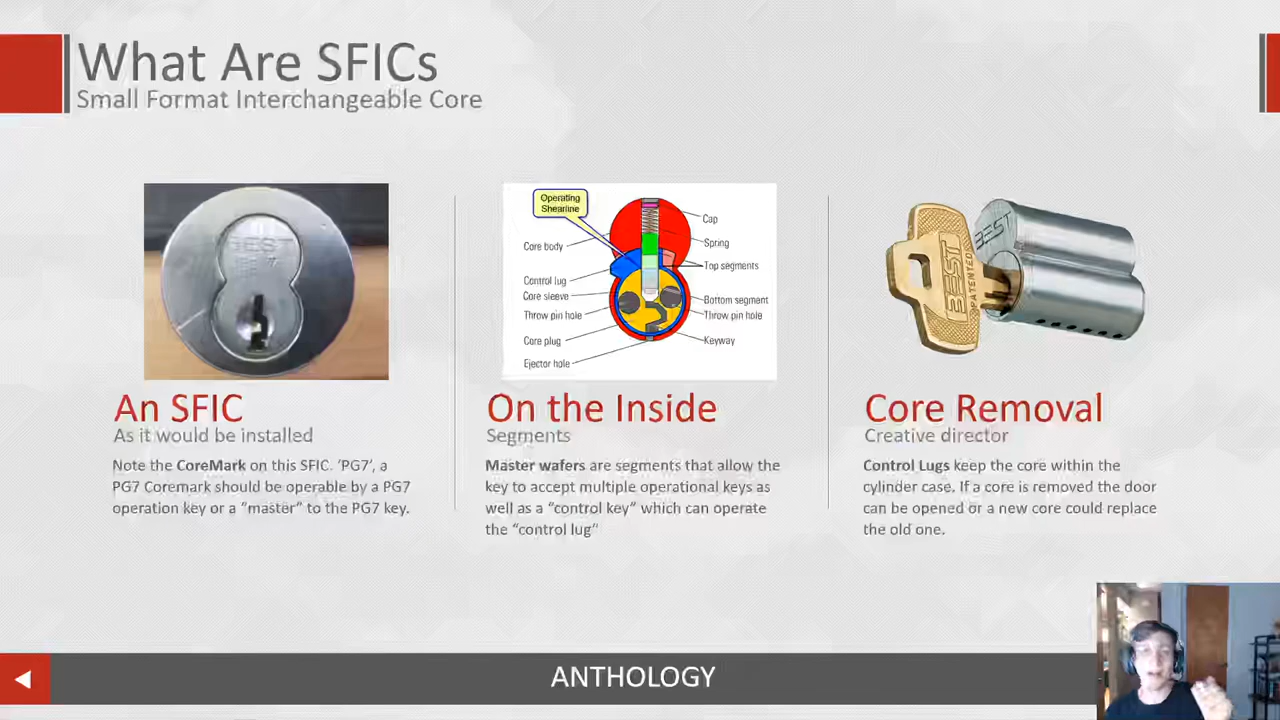 What Are SFICs
Small Format Interchangeable Core
BEST
Operating
Shearline
Core body
Control lug
Core sleeve
Throw pin hole
Core plug
Ejector hole
Cap
Spring
Top segments
Bottom segment
Throw pin hole
Keyway
BEST
PATENTED
BEST
An SFIC
As it would be installed
Note the CoreMark on this SFIC. ‘PG7’, a
PG7 Coremark should be operable by a PG7
operation key or a “master” to the PG7 key.
On the Inside
Segments
Master wafers are segments that allow the
key to accept multiple operational keys as
well as a “control key” which can operate
the “control lug”
Core Removal
Creative director
Control Lugs keep the core within the
cylinder case. If a core is removed the door
can be opened or a new core could replace
the old one.
ANTHOLOGY